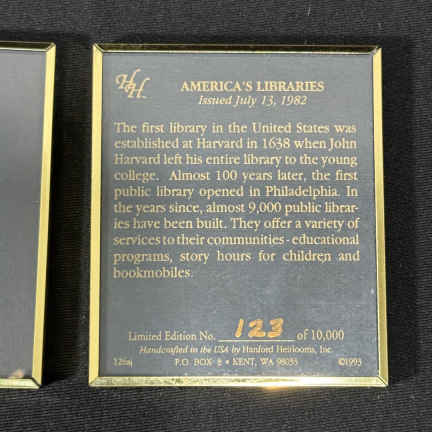 HH
AMERICA'S LIBRARIES
Issued July 13, 1982
The first library in the United States was
established at Harvard in 1638 when John
Harvard left his entire library to the young
college. Almost 100 years later, the first
public library opened in Philadelphia. In
the years since, almost 9,000 public librar-
ies have been built. They offer a variety of
services to their communities - educational
programs, story hours for children and
bookmobiles.
Limited Edition No. 123 of 10,000
Handcrafted in the USA by Hanford Heirlooms, Inc.
P.O. BOX • KENT, WA 98035
©1993